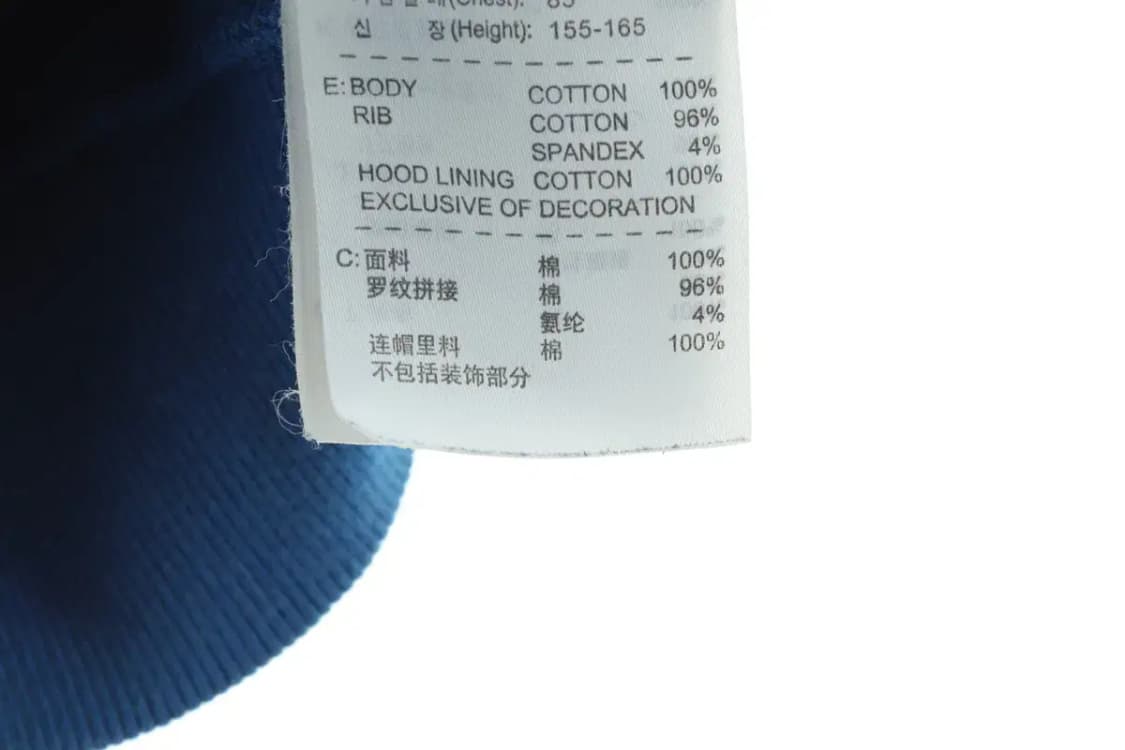 (Chest): 85
신 장 (Height): 155-165
E: BODY COTTON 100%
RIB COTTON 96%
SPANDEX 4%
HOOD LINING COTTON 100%
EXCLUSIVE OF DECORATION
C: 面料 棉 100%
罗纹拼接 棉 96%
氨纶 4%
连帽里料 棉 100%
不包括装饰部分